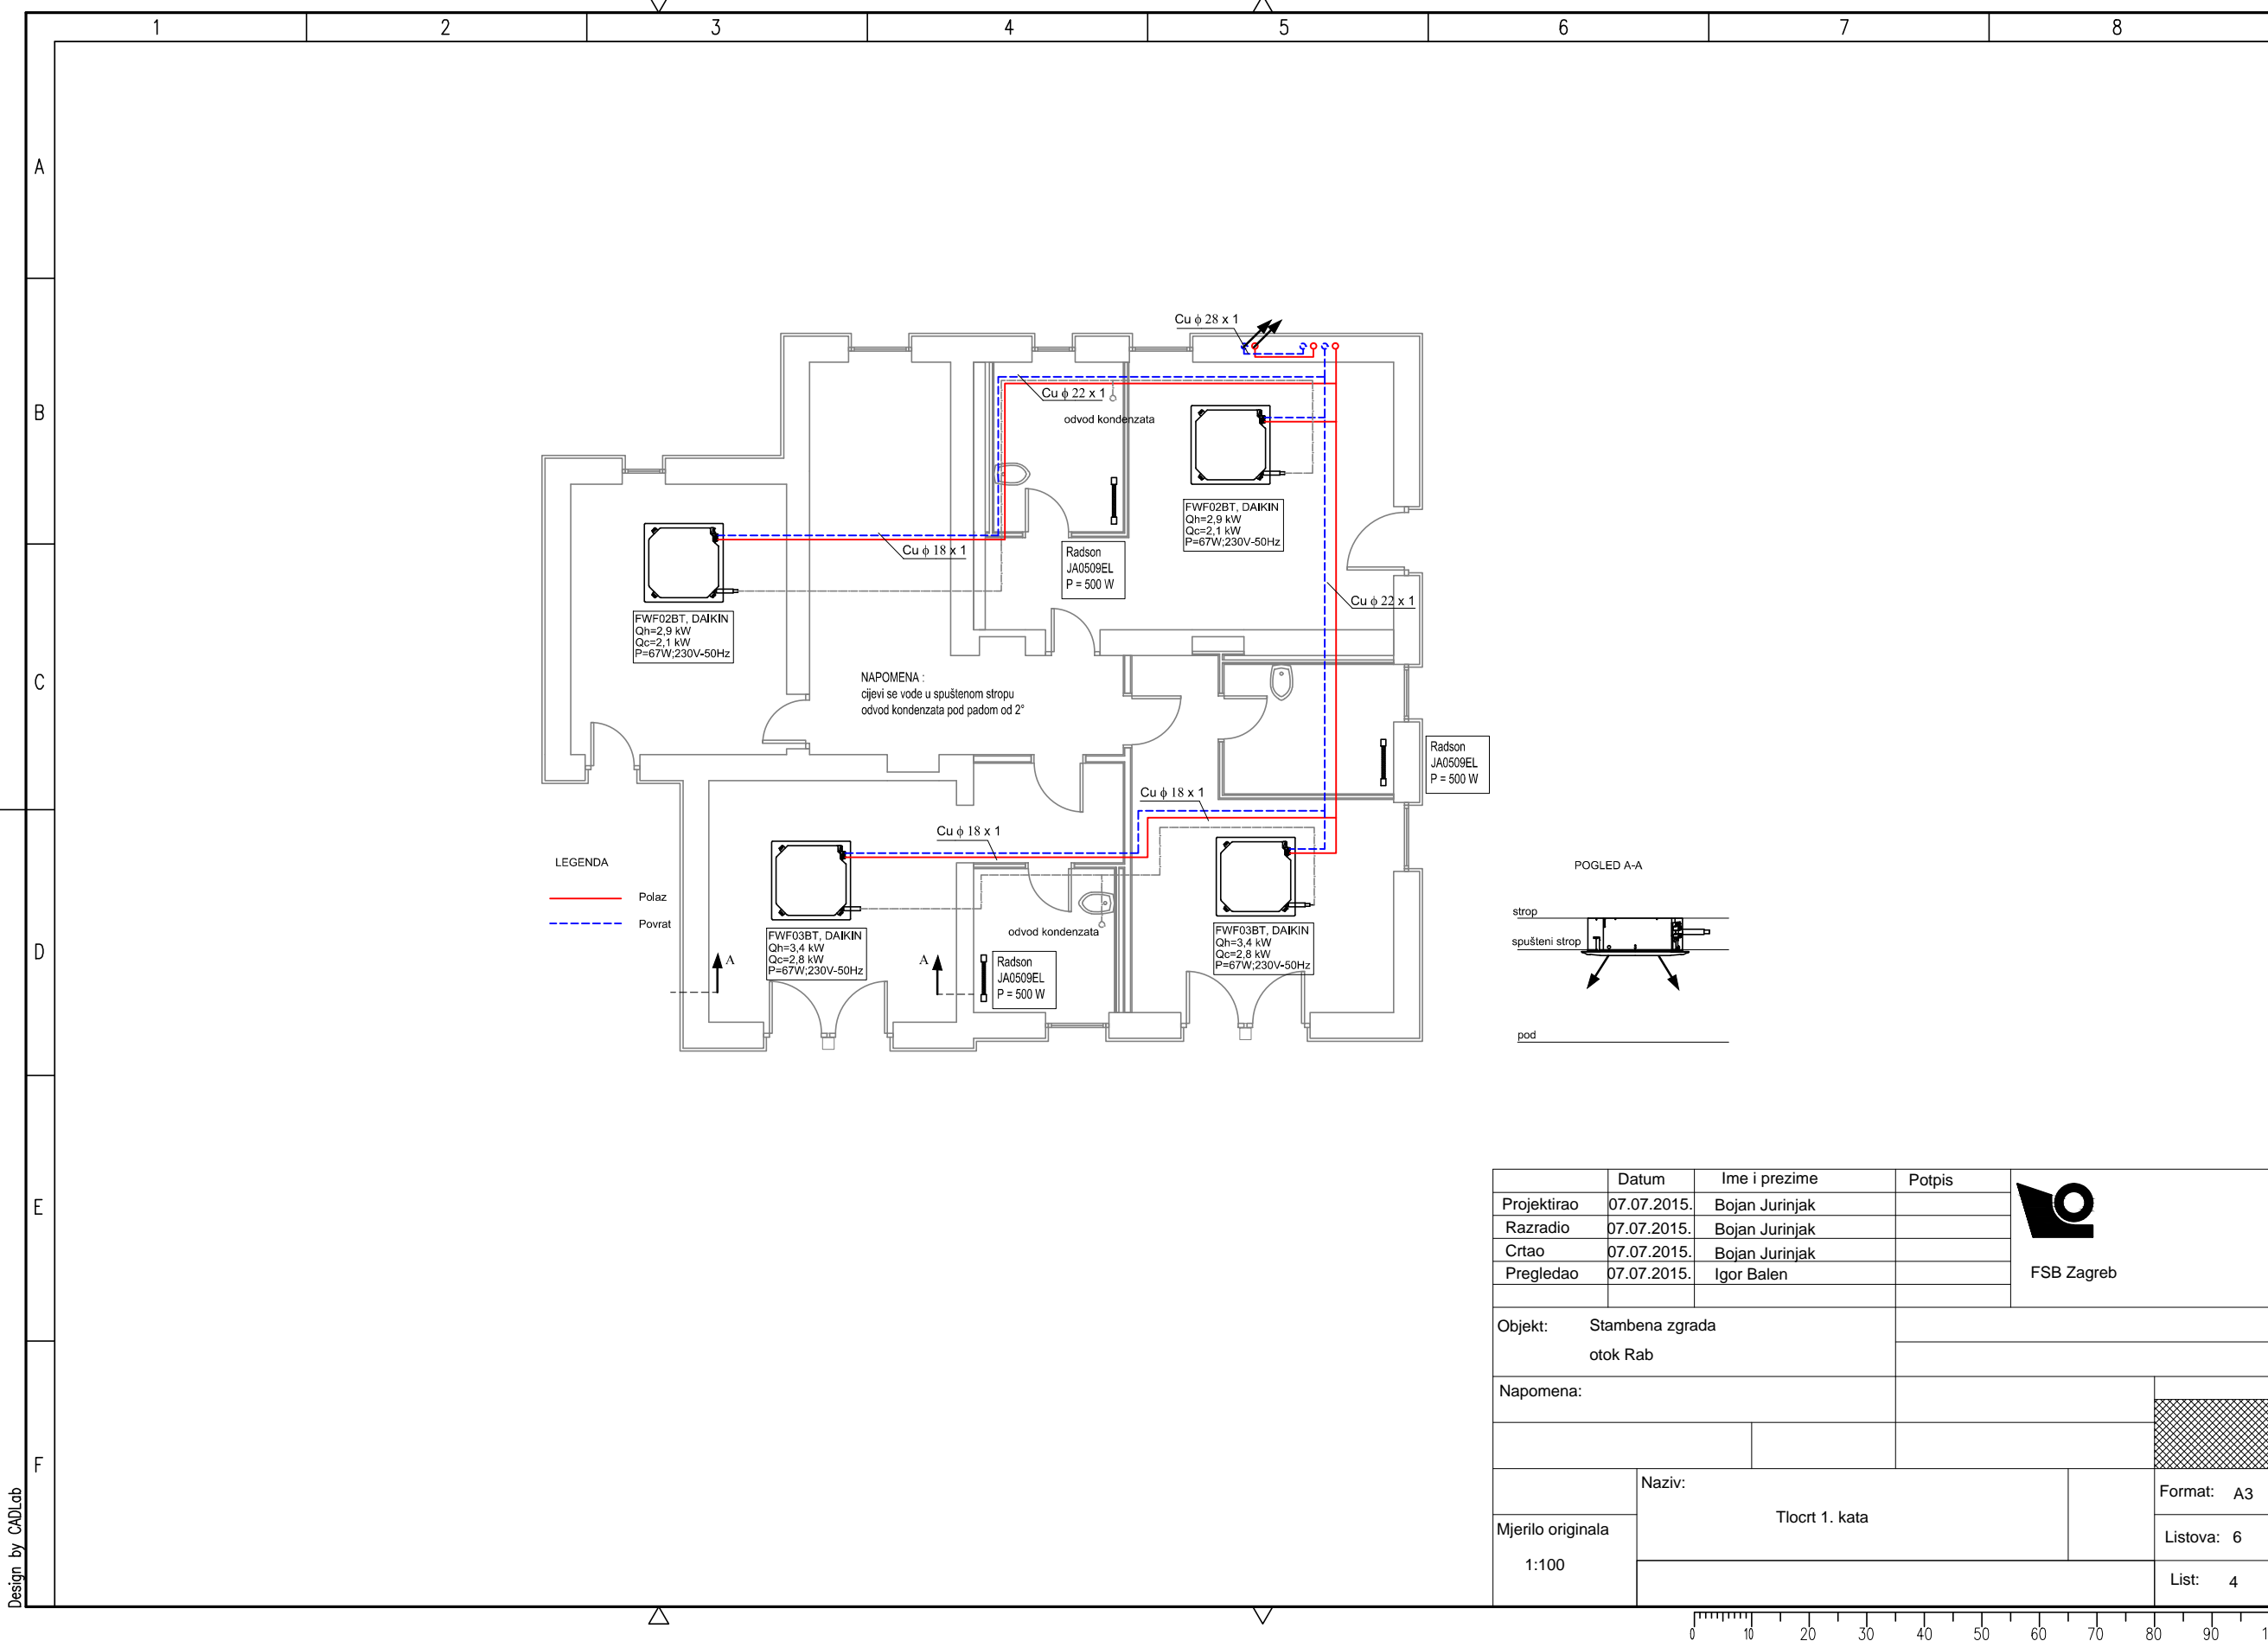 1 2 3 4 5 6 7 8
A
B
C
D
E
F
Cu ϕ 28 x 1
Cu ϕ 22 x 1
odvod kondenzata
FWF02BT, DAIKIN
Qh=2,9 kW
Qc=2,1 kW
P=67W;230V-50Hz
Cu ϕ 18 x 1
Radson
JA0509EL
P = 500 W
Cu ϕ 22 x 1
FWF02BT, DAIKIN
Qh=2,9 kW
Qc=2,1 kW
P=67W;230V-50Hz
NAPOMENA :
cijevi se vode u spuštenom stropu
odvod kondenzata pod padom od 2°
Radson
JA0509EL
P = 500 W
Cu ϕ 18 x 1
Cu ϕ 18 x 1
LEGENDA
Polaz
Povrat
FWF03BT, DAIKIN
Qh=3,4 kW
Qc=2,8 kW
P=67W;230V-50Hz
A
A
odvod kondenzata
Radson
JA0509EL
P = 500 W
FWF03BT, DAIKIN
Qh=3,4 kW
Qc=2,8 kW
P=67W;230V-50Hz
POGLED A-A
strop
spušteni strop
pod
Datum Ime i prezime Potpis
Projektirao 07.07.2015. Bojan Jurinjak
Razradio 07.07.2015. Bojan Jurinjak
Crtao 07.07.2015. Bojan Jurinjak
Pregledao 07.07.2015. Igor Balen
FSB Zagreb
Objekt: Stambena zgrada
otok Rab
Napomena:
Naziv:
Tlocrt 1. kata
Format: A3
Mjerilo originala
1:100
Listova: 6
List: 4
Design by CADLab
0 10 20 30 40 50 60 70 80 90